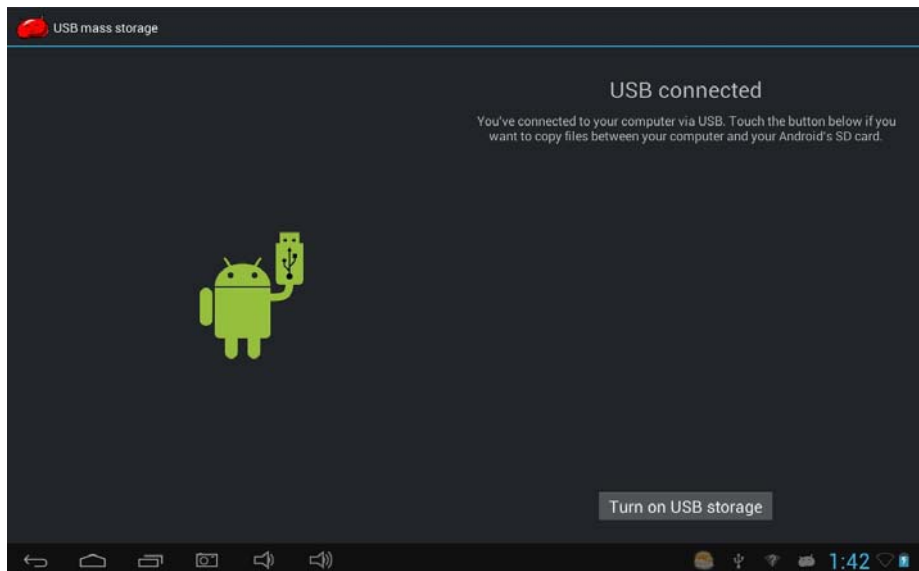 USB mass storage
USB connected
You've connected to your computer via USB. Touch the button below if you
want to copy files between your computer and your Android's SD card.
Turn on USB storage
1:42